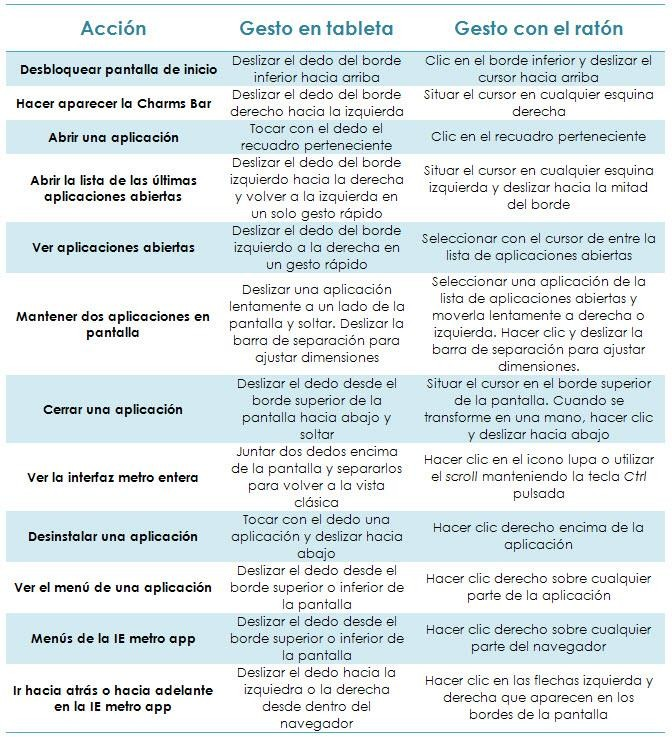 Acción
Gesto en tableta
Gesto con el ratón
Desbloquear pantalla de inicio
Deslizar el dedo del borde
inferior hacia arriba
Clic en el borde inferior y deslizar el
cursor hacia arriba
Hacer aparecer la Charms Bar
Deslizar el dedo del borde
derecho hacia la izquierda
Situar el cursor en cualquier esquina
derecha
Abrir una aplicación
Tocar con el dedo el
recuadro perteneciente
Clic en el recuadro perteneciente
Abrir la lista de las últimas
aplicaciones abiertas
Deslizar el dedo del borde
izquierdo hacia la derecha
y volver a la izquierda en
un solo gesto rápido
Situar el cursor en cualquier esquina
izquierda y deslizar hacia la mitad
del borde
Ver aplicaciones abiertas
Deslizar el dedo del borde
izquierdo a la derecha en
un gesto rápido
Seleccionar con el cursor de entre la
lista de aplicaciones abiertas
Mantener dos aplicaciones en
pantalla
Deslizar una aplicación
lentamente a un lado de la
pantalla y soltar. Deslizar la
barra de separación para
ajustar dimensiones
Seleccionar una aplicación de la
lista de aplicaciones abiertas y
moverla lentamente a derecha o
izquierda. Hacer clic y deslizar la
barra de separación para ajustar
dimensiones.
Cerrar una aplicación
Deslizar el dedo desde el
borde superior de la
pantalla hacia abajo y
soltar
Situar el cursor en el borde superior
de la pantalla. Cuando se
transforme en una mano, hacer clic
y deslizar hacia abajo
Ver la interfaz metro entera
Juntar dos dedos encima
de la pantalla y separarlos
para volver a la vista
clásica
Hacer clic en el icono lupa o utilizar
el scroll manteniendo la tecla Ctrl
pulsada
Desinstalar una aplicación
Tocar con el dedo una
aplicación y deslizar hacia
abajo
Hacer clic derecho encima de la
aplicación
Ver el menú de una aplicación
Deslizar el dedo desde el
borde superior o inferior de
la pantalla
Hacer clic derecho sobre cualquier
parte de la aplicación
Menús de la IE metro app
Deslizar el dedo desde el
borde superior o inferior de
la pantalla
Hacer clic derecho sobre cualquier
parte del navegador
Ir hacia atrás o hacia adelante
en la IE metro app
Deslizar el dedo hacia la
izquiedra o la derecha
desde dentro del
navegador
Hacer clic en las flechas izquierda y
derecha que aparecen en los
bordes de la pantalla